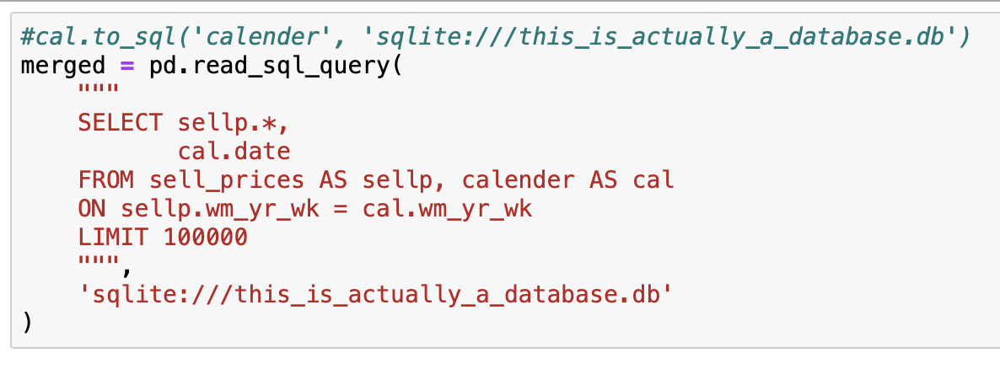 #cal.to_sql('calender', 'sqlite:///this_is_actually_a_database.db')
merged = pd.read_sql_query(
    """
    SELECT sellp.*,
           cal.date
    FROM sell_prices AS sellp, calender AS cal
    ON sellp.wm_yr_wk = cal.wm_yr_wk
    LIMIT 100000
    """,
    'sqlite:///this_is_actually_a_database.db'
)